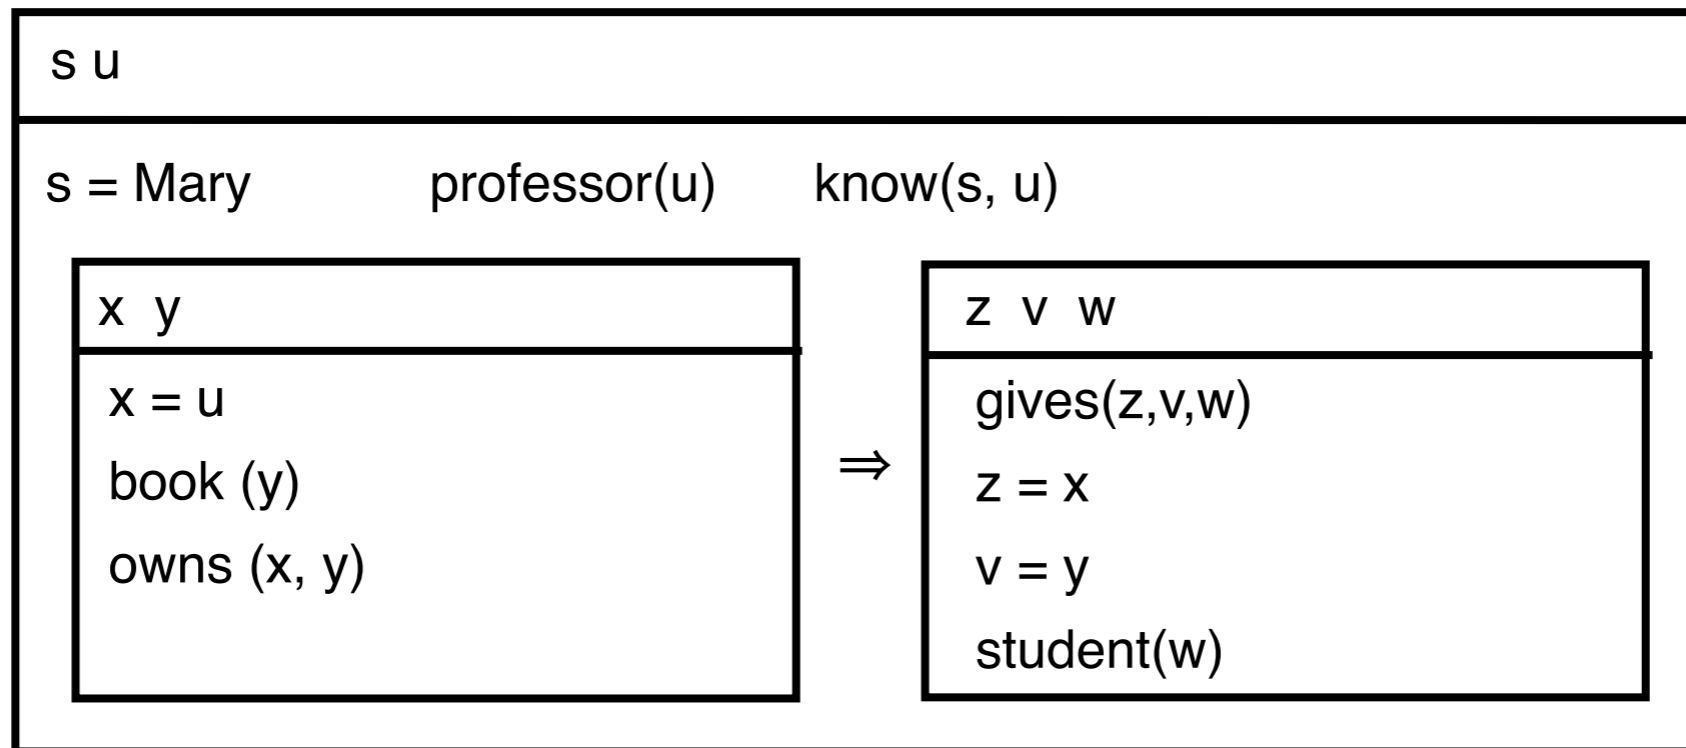 s u
s = Mary professor(u) know(s, u)
x y
x = u
book (y)
owns (x, y)
⇒
z v w
gives(z,v,w)
z = x
v = y
student(w)